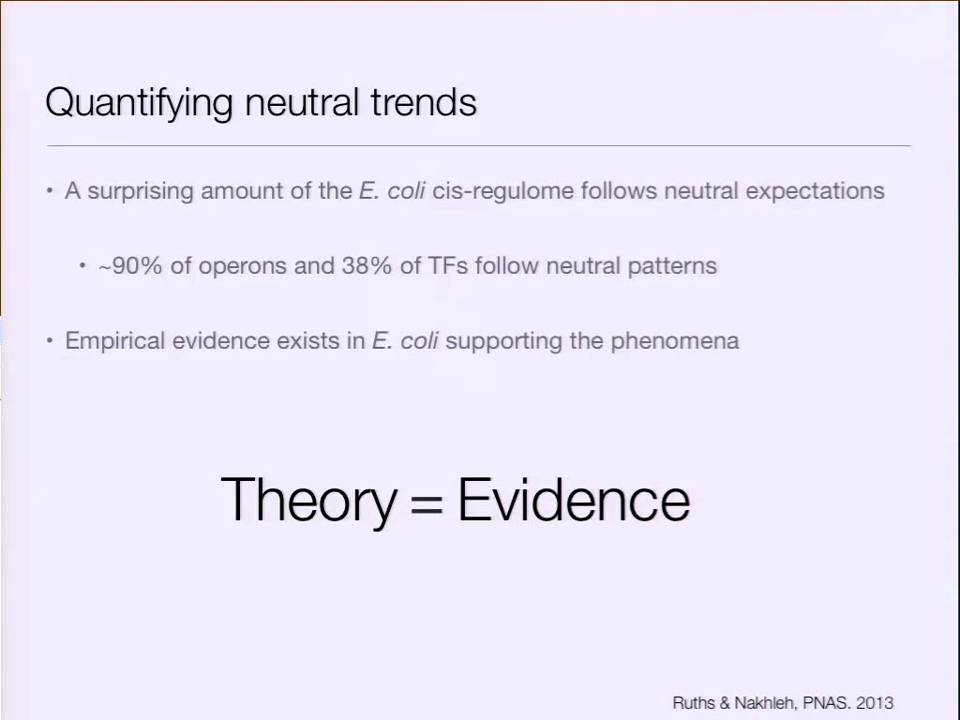 Quantifying neutral trends
• A surprising amount of the E. coli cis-regulome follows neutral expectations
• ~90% of operons and 38% of TFs follow neutral patterns
• Empirical evidence exists in E. coli supporting the phenomena
Theory = Evidence
Ruths & Nakhleh, PNAS. 2013